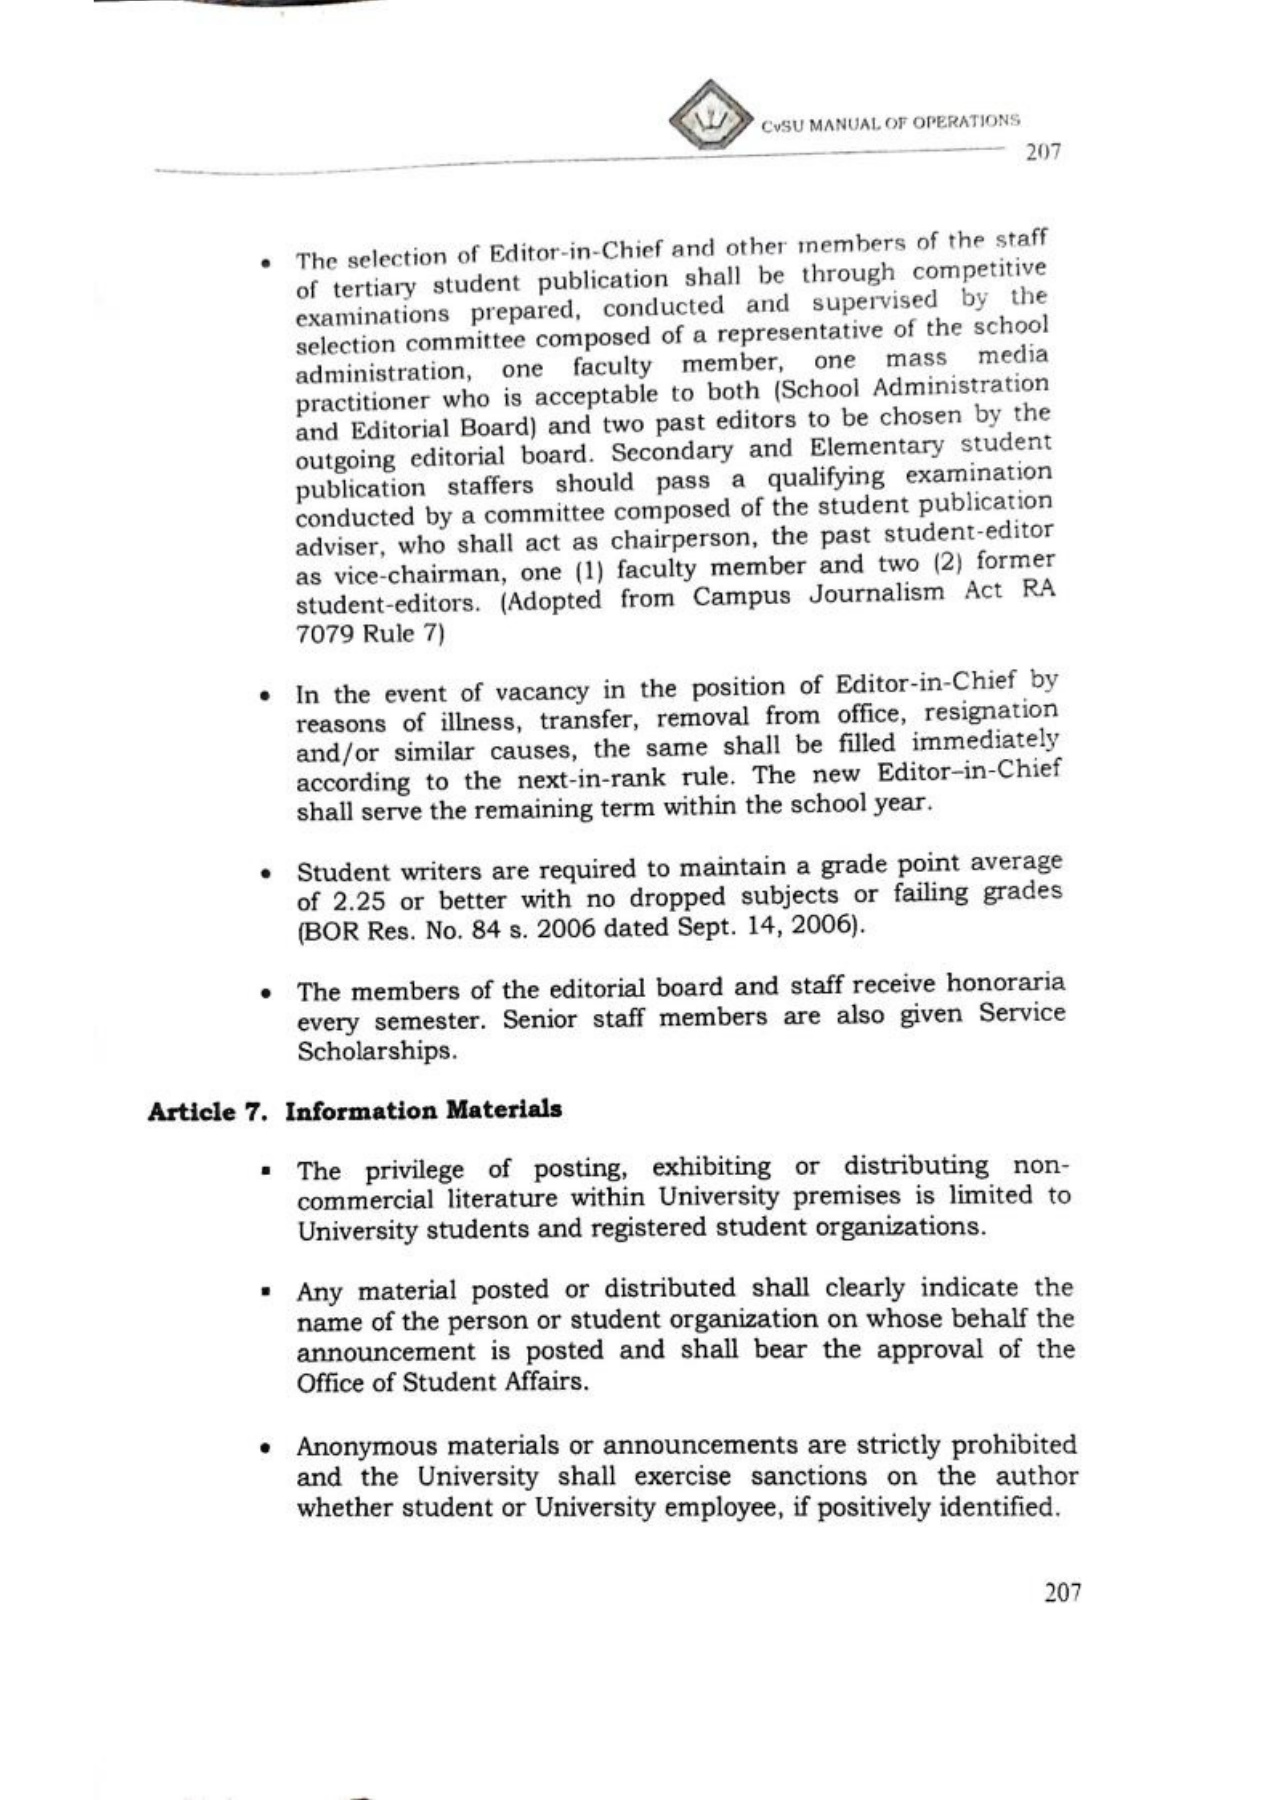 CvSU MANUAL OF OPERATIONS
207
• The selection of Editor-in-Chief and other members of the staff
of tertiary student publication shall be through competitive
examinations prepared, conducted and supervised by the
selection committee composed of a representative of the school
administration, one faculty member, one mass media
practitioner who is acceptable to both (School Administration
and Editorial Board) and two past editors to be chosen by the
outgoing editorial board. Secondary and Elementary student
publication staffers should pass a qualifying examination
conducted by a committee composed of the student publication
adviser, who shall act as chairperson, the past student-editor
as vice-chairman, one (1) faculty member and two (2) former
student-editors. (Adopted from Campus Journalism Act RA
7079 Rule 7)
• In the event of vacancy in the position of Editor-in-Chief by
reasons of illness, transfer, removal from office, resignation
and/or similar causes, the same shall be filled immediately
according to the next-in-rank rule. The new Editor–in-Chief
shall serve the remaining term within the school year.
• Student writers are required to maintain a grade point average
of 2.25 or better with no dropped subjects or failing grades
(BOR Res. No. 84 s. 2006 dated Sept. 14, 2006).
• The members of the editorial board and staff receive honoraria
every semester. Senior staff members are also given Service
Scholarships.
Article 7. Information Materials
▪ The privilege of posting, exhibiting or distributing non-
commercial literature within University premises is limited to
University students and registered student organizations.
▪ Any material posted or distributed shall clearly indicate the
name of the person or student organization on whose behalf the
announcement is posted and shall bear the approval of the
Office of Student Affairs.
• Anonymous materials or announcements are strictly prohibited
and the University shall exercise sanctions on the author
whether student or University employee, if positively identified.
207